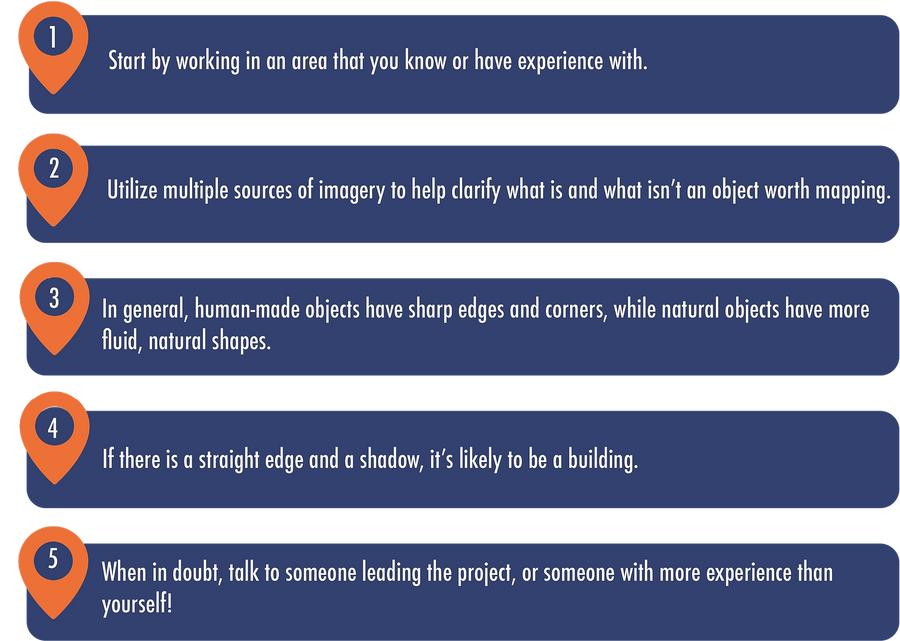 1
Start by working in an area that you know or have experience with.
2
Utilize multiple sources of imagery to help clarify what is and what isn’t an object worth mapping.
3
In general, human-made objects have sharp edges and corners, while natural objects have more
fluid, natural shapes.
4
If there is a straight edge and a shadow, it’s likely to be a building.
5
When in doubt, talk to someone leading the project, or someone with more experience than
yourself!